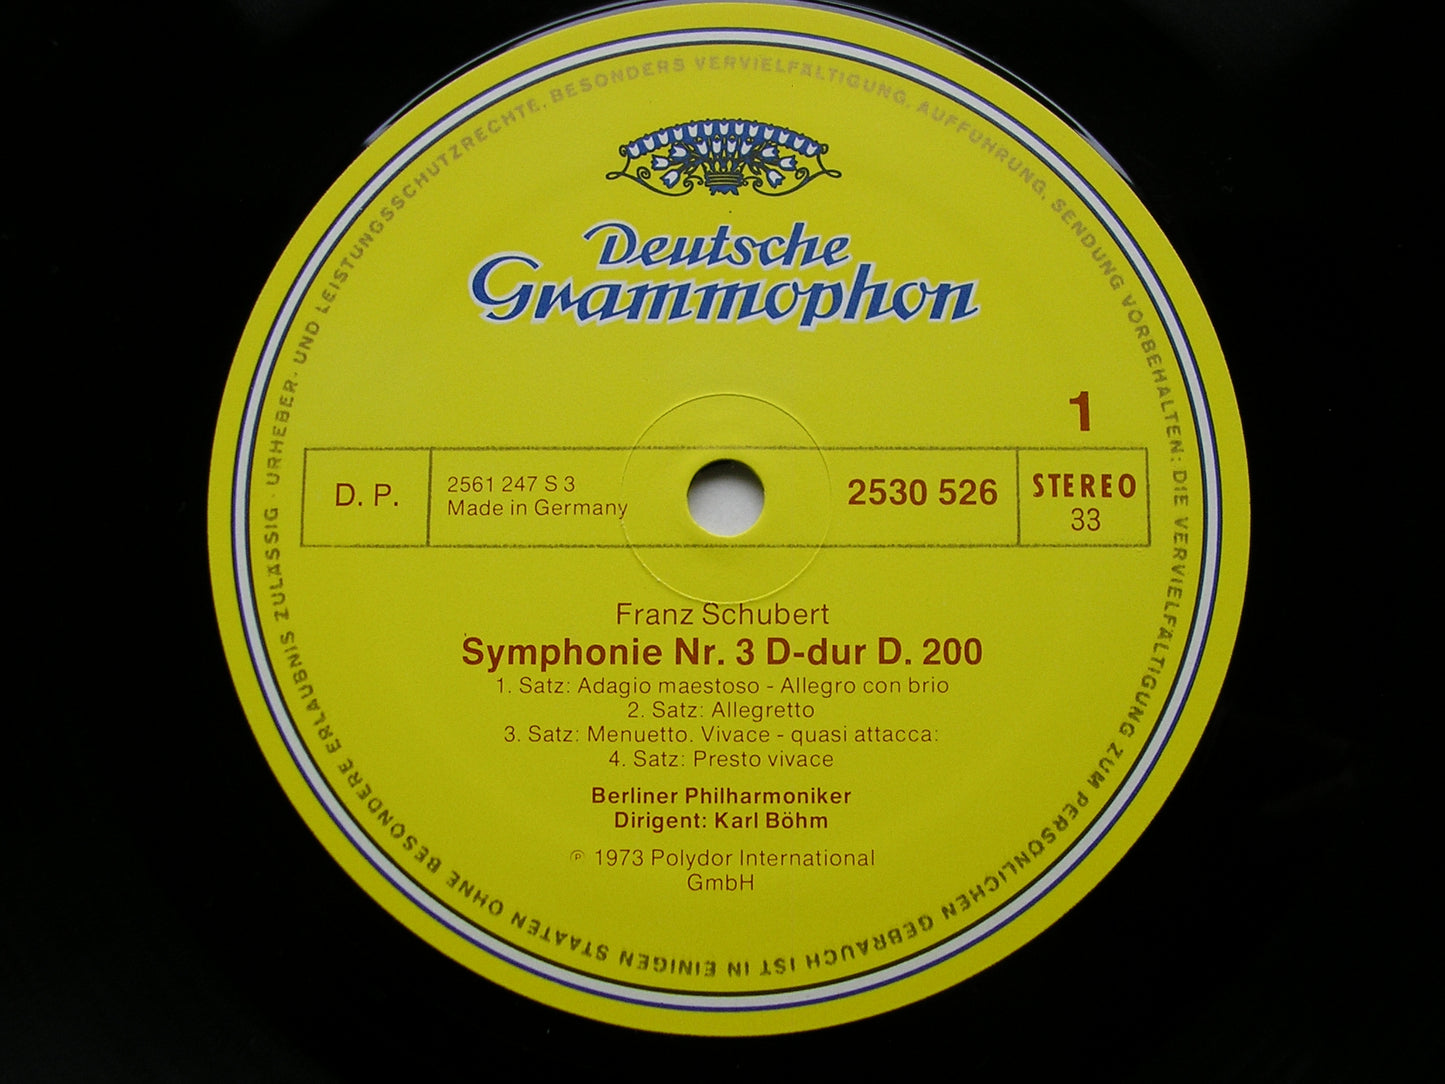 URHEBER- UND LEISTUNGSSCHUTZRECHTE, BESONDERS VERVIELFÄLTIGUNG, AUFFÜHRUNG, SENDUNG VORBEHALTEN: DIE VERVIELFÄLTIGUNG ZUM PERSÖNLICHEN GEBRAUCH IST IN EINIGEN STAATEN OHNE BESONDERE ERLAUBNIS ZULÄSSIG ·
Deutsche
Grammophon
1
D. P.
2561 247 S 3
Made in Germany
2530 526
STEREO
33
Franz Schubert
Symphonie Nr. 3 D-dur D. 200
1. Satz: Adagio maestoso - Allegro con brio
2. Satz: Allegretto
3. Satz: Menuetto. Vivace - quasi attacca:
4. Satz: Presto vivace
Berliner Philharmoniker
Dirigent: Karl Böhm
℗ 1973 Polydor International
GmbH